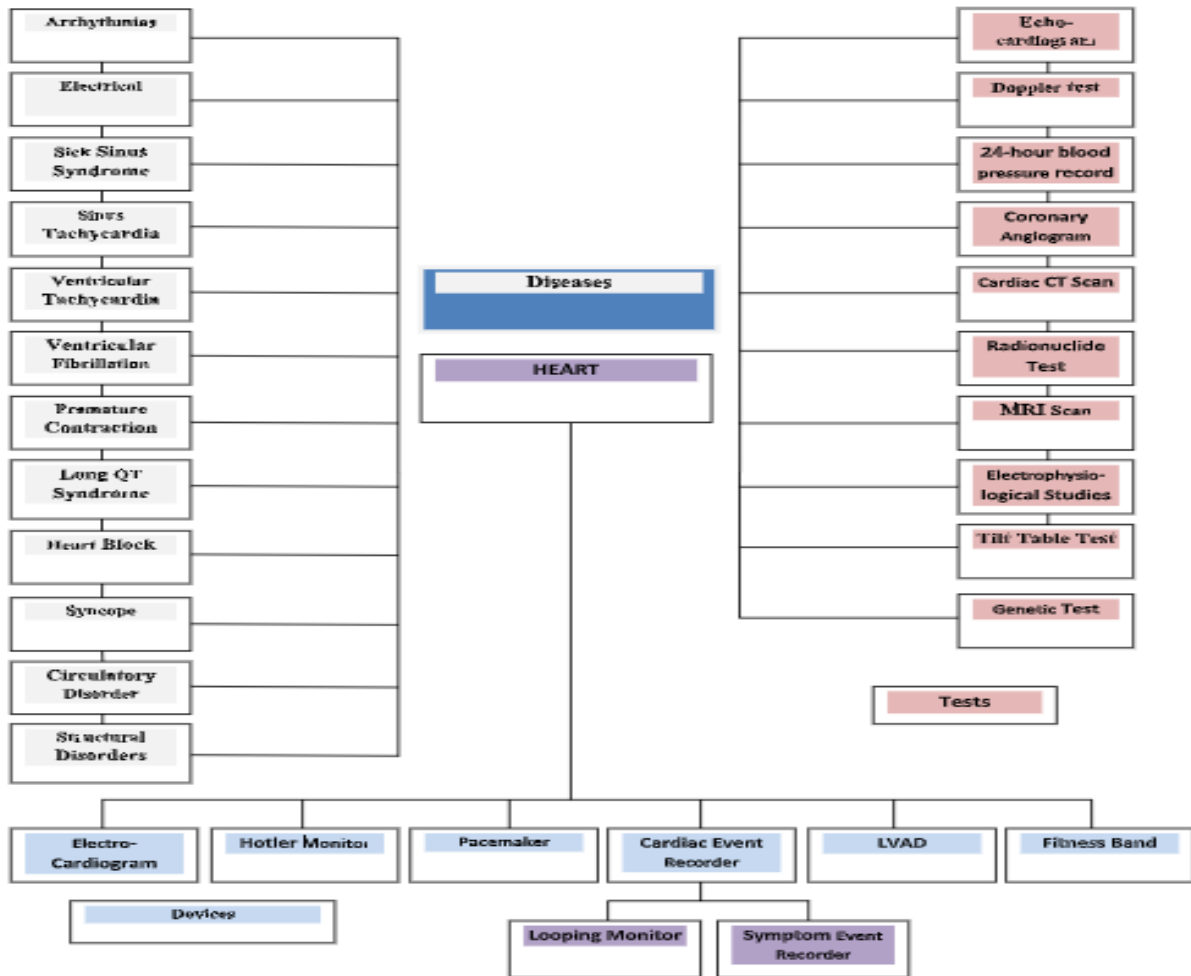 Arrhythmias
Electrical
Sick Sinus
Syndrome
Sinus
Tachycardia
Ventricular
Tachycardia
Ventricular
Fibrillation
Premature
Contraction
Long QT
Syndrome
Heart Block
Syncope
Circulatory
Disorder
Structural
Disorders
Diseases
HEART
Echo-
Doppler test
24-hour blood
pressure record
Coronary
Angiogram
Cardiac CT Scan
Radionuclide
Test
MRI Scan
Electrophysio-
logical Studies
Tilt Table Test
Genetic Test
Tests
Electro-
Cardiogram
Hotler Monitor
Pacemaker
Cardiac Event
Recorder
LVAD
Fitness Band
Devices
Looping Monitor
Symptom Event
Recorder